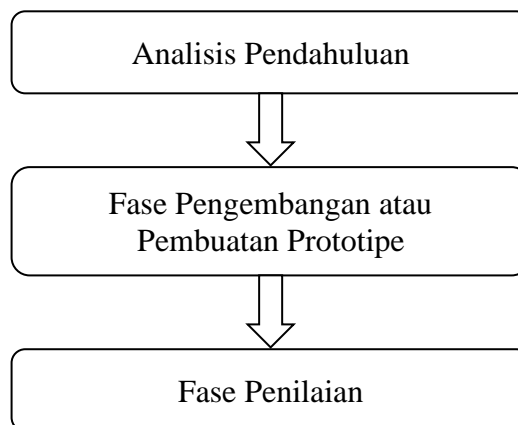 Analisis Pendahuluan
Fase Pengembangan atau
Pembuatan Prototipe
Fase Penilaian